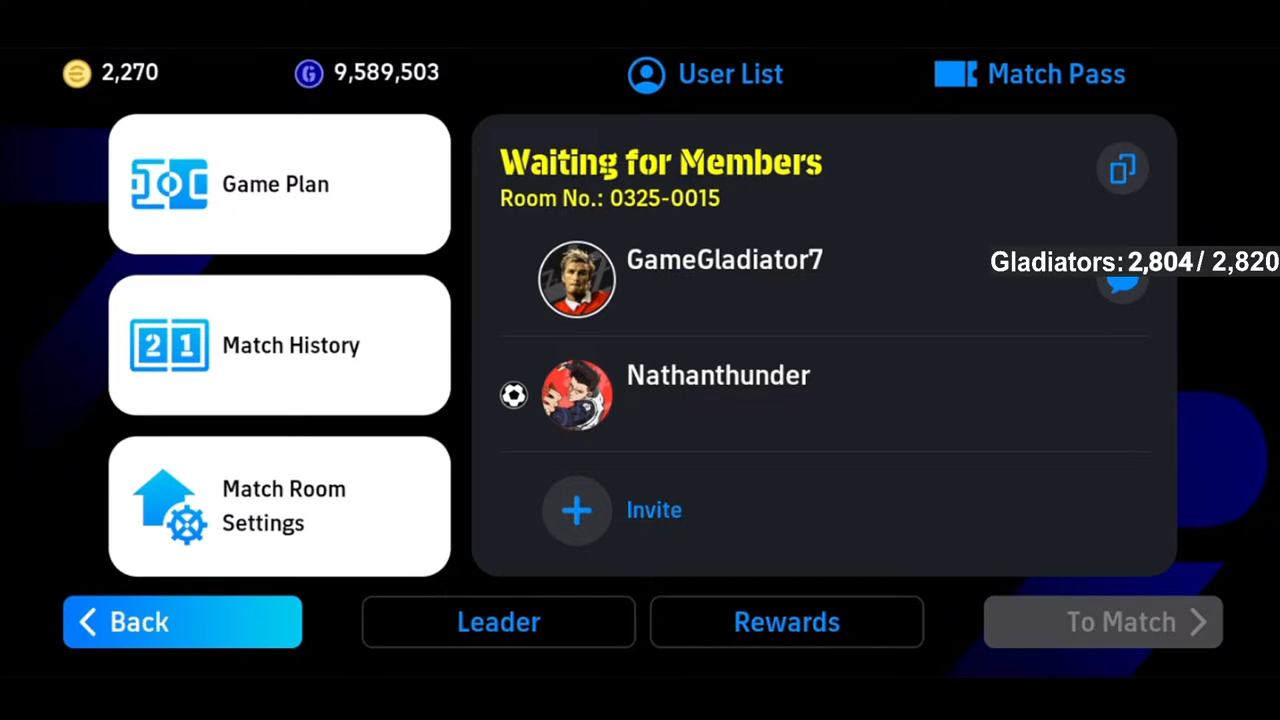 2,270
9,589,503
User List
Match Pass
Game Plan
Match History
Match Room
Settings
Waiting for Members
Room No.: 0325-0015
GameGladiator7
Gladiators: 2,804 / 2,820
Nathanthunder
Invite
Back
Leader
Rewards
To Match